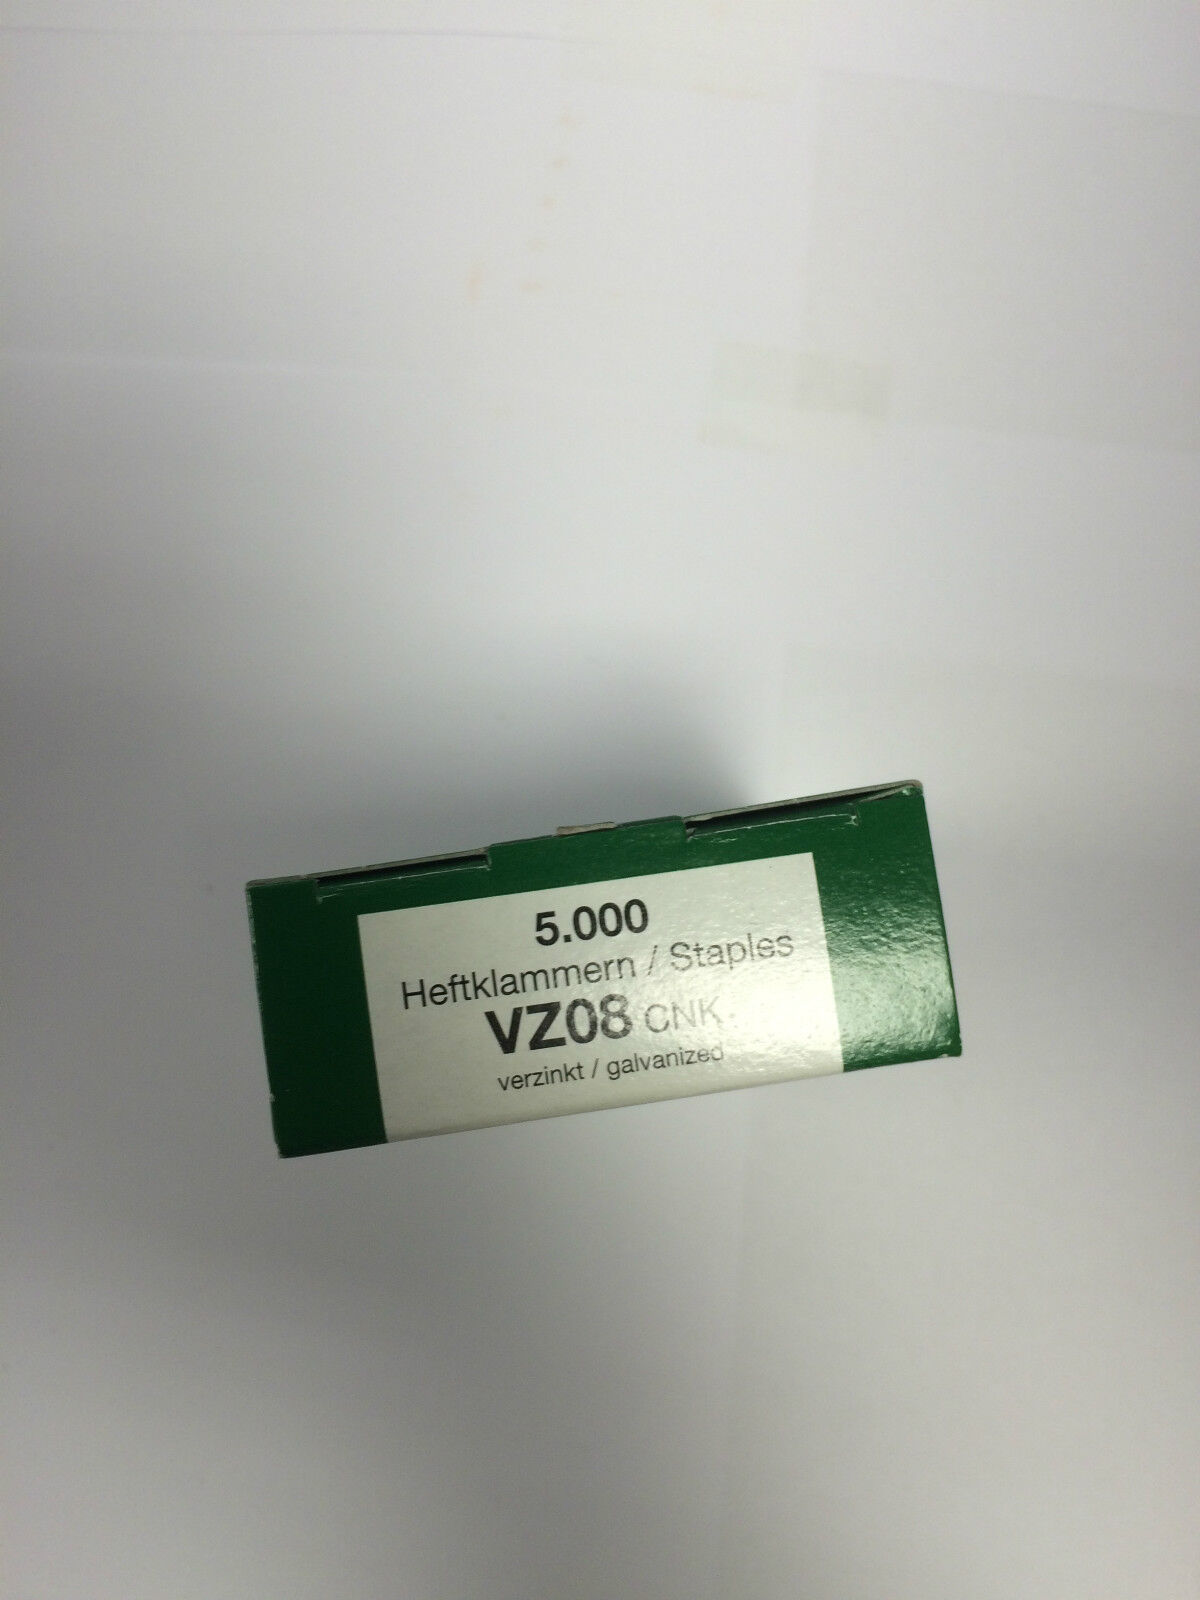 5.000
Heftklammern / Staples
VZ08 CNK
verzinkt / galvanized